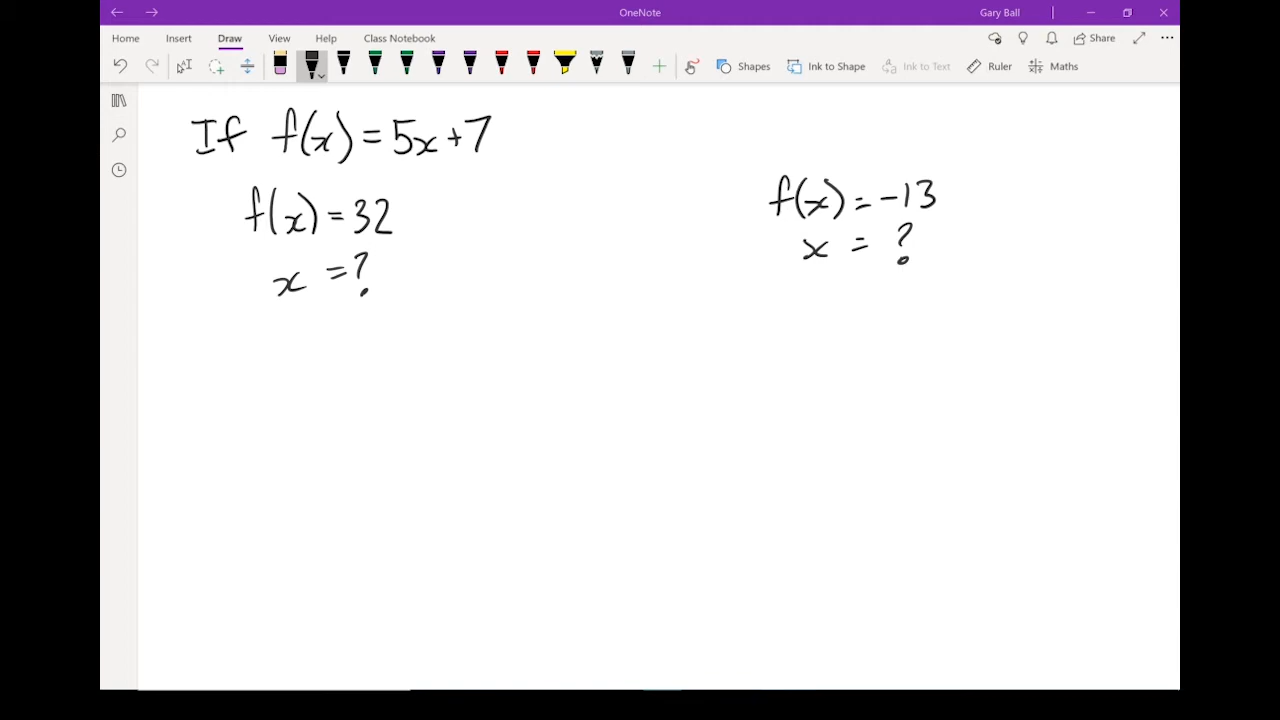 OneNote
Gary Ball
Home Insert Draw View Help Class Notebook
Share
Shapes Ink to Shape Ink to Text Ruler Maths
If f(x) = 5x+7
f(x) = 32
x = ?
f(x) = -13
x = ?